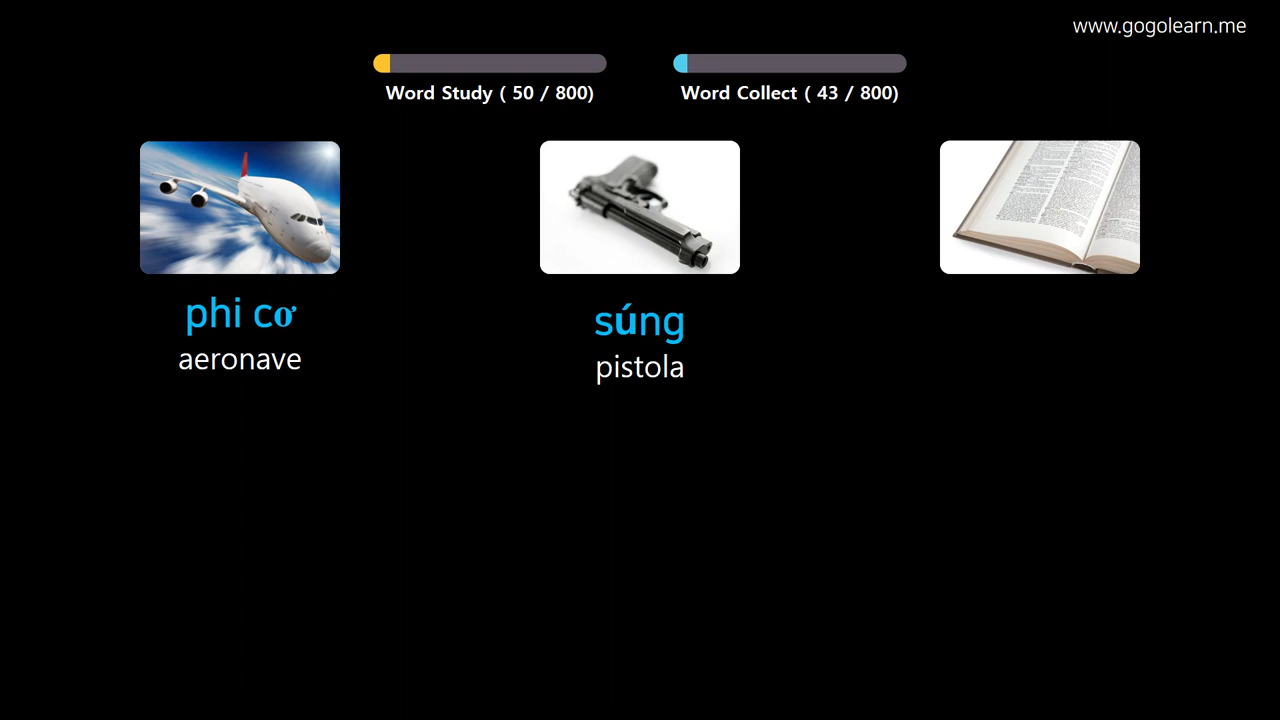 www.gogolearn.me
Word Study ( 50 / 800)
Word Collect ( 43 / 800)
phi cơ
aeronave
súng
pistola